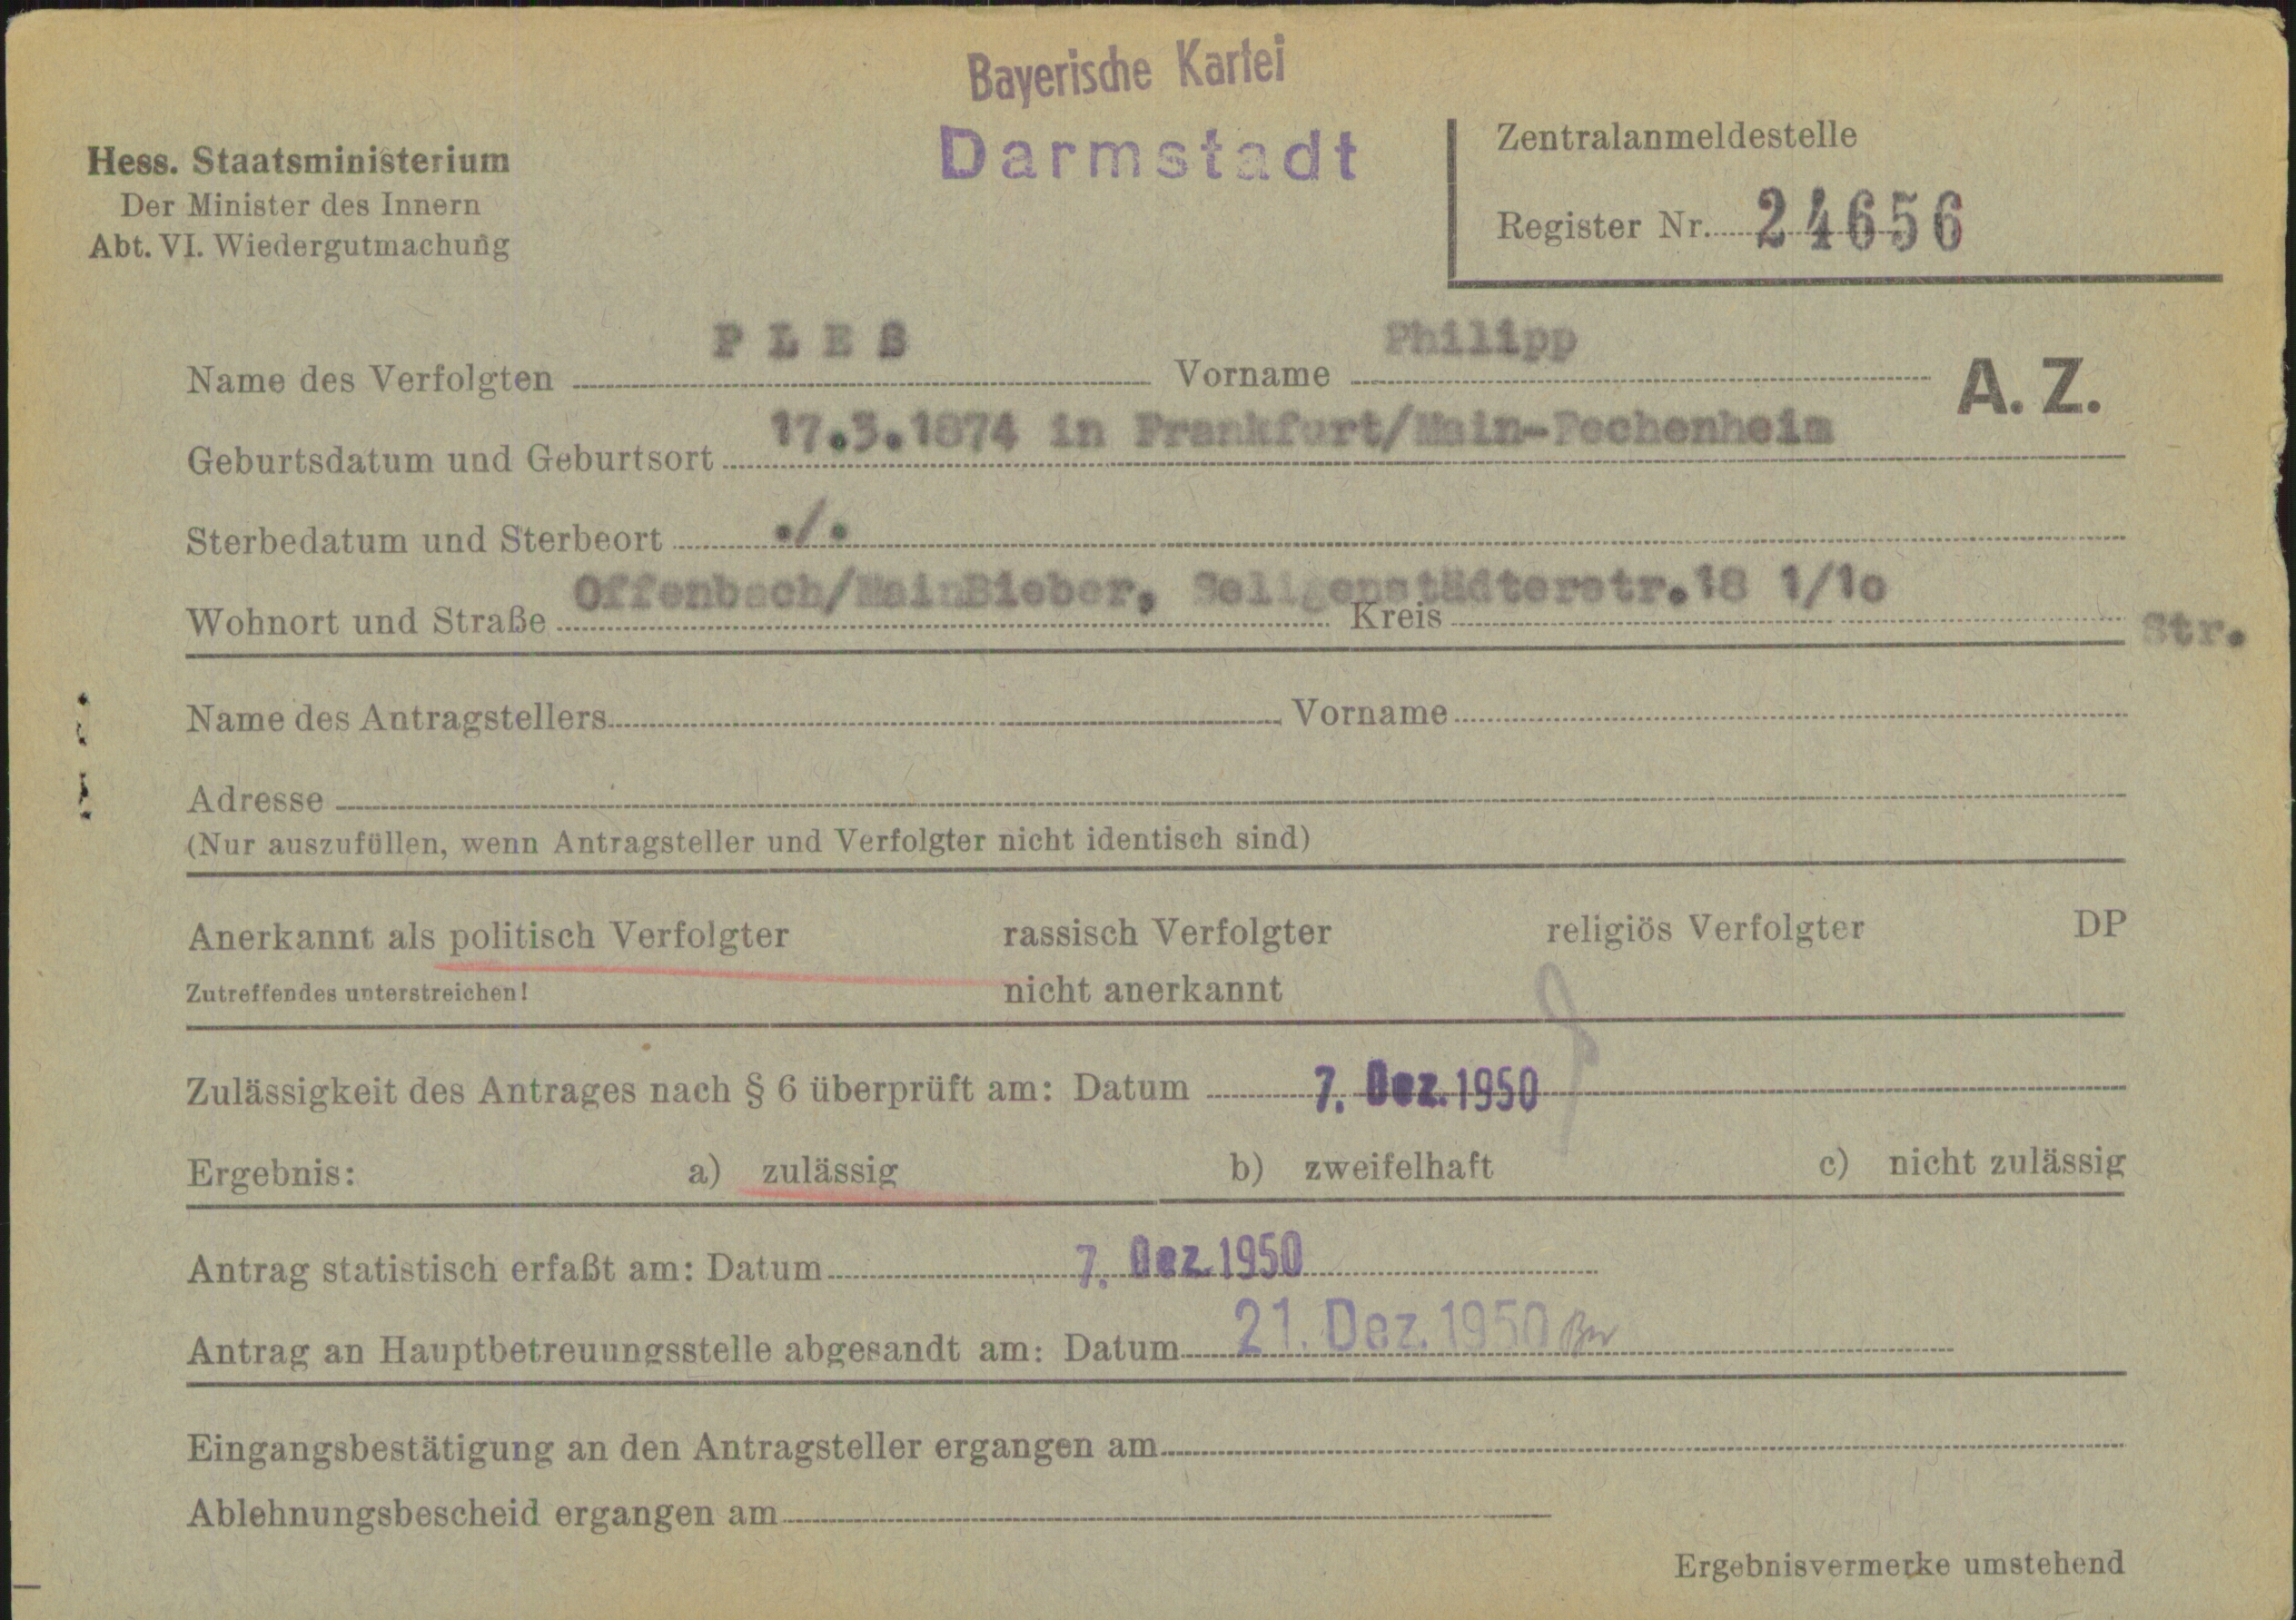 Bayerische Kartei
Darmstadt
Hess. Staatsministerium
Der Minister des Innern
Abt. VI. Wiedergutmachung
Zentralanmeldestelle
Register Nr. 24656
Name des Verfolgten PLES Vorname Philipp
A. Z.
Geburtsdatum und Geburtsort 17.3.1874 in Frankfurt/Main-Fechenheim
Sterbedatum und Sterbeort ./.
Wohnort und Straße Offenbach/MainBieber, Seligenstädterstr.18 1/10 Kreis
Str.
Name des Antragstellers Vorname
Adresse
(Nur auszufüllen, wenn Antragsteller und Verfolgter nicht identisch sind)
Anerkannt als politisch Verfolgter rassisch Verfolgter religiös Verfolgter DP
Zutreffendes unterstreichen! nicht anerkannt
Zulässigkeit des Antrages nach § 6 überprüft am: Datum 7. Dez. 1950
Ergebnis: a) zulässig b) zweifelhaft c) nicht zulässig
Antrag statistisch erfaßt am: Datum 7. Dez. 1950
Antrag an Hauptbetreuungsstelle abgesandt am: Datum 21. Dez. 1950
Eingangsbestätigung an den Antragsteller ergangen am
Ablehnungsbescheid ergangen am
Ergebnisvermerke umstehend